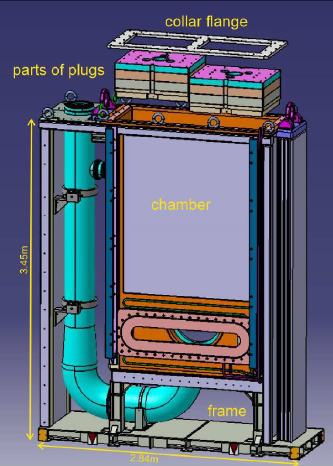 collar flange
parts of plugs
chamber
3.45m
frame
2.84m